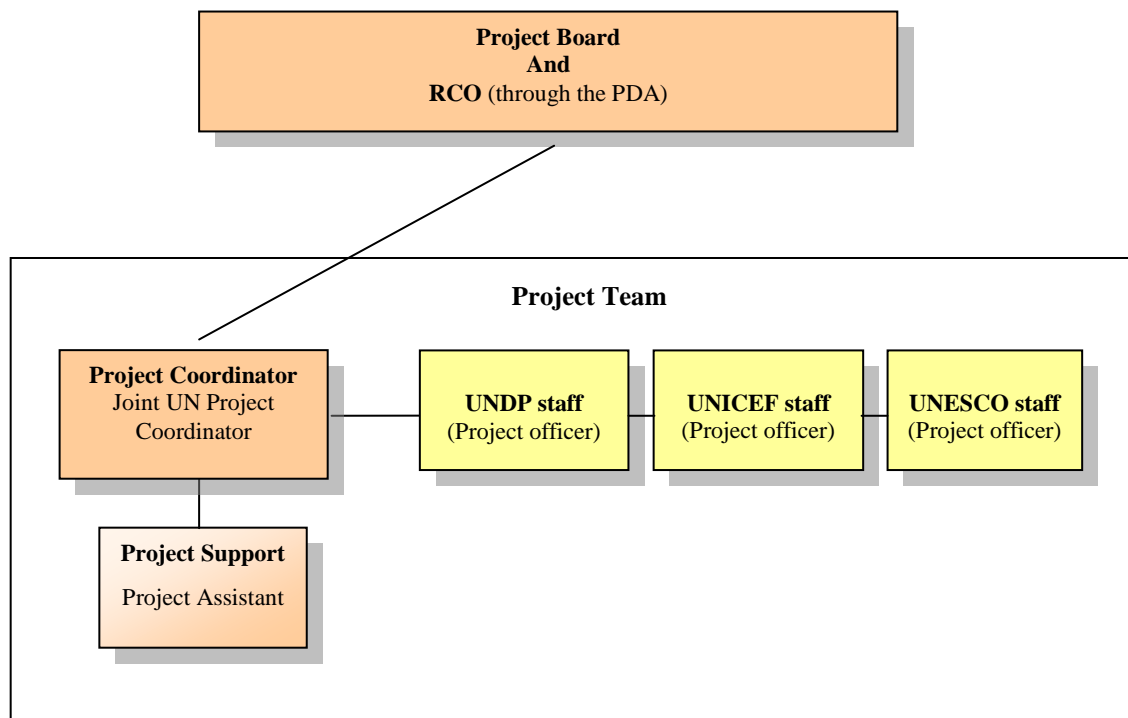 Project Board
And
RCO (through the PDA)
Project Team
Project Coordinator
Joint UN Project
Coordinator
UNDP staff
(Project officer)
UNICEF staff
(Project officer)
UNESCO staff
(Project officer)
Project Support
Project Assistant